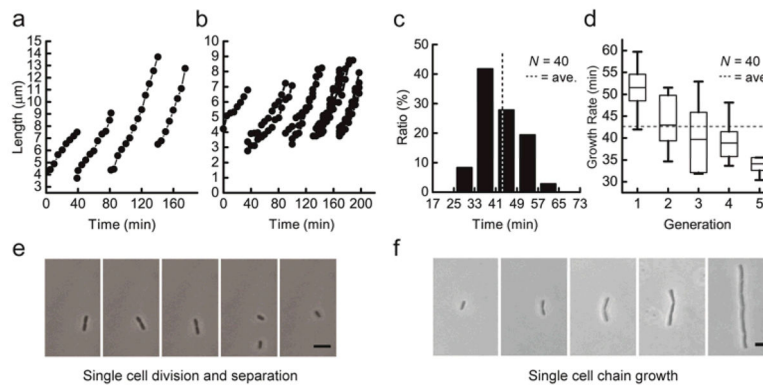 a
b
c
d
15
14
13
12
11
10
9
8
7
6
5
4
3
Length (μm)
0 40 80 120 160
Time (min)
10
9
8
7
6
5
4
3
2
1
0
0 40 80 120 160 200
Time (min)
50
40
30
20
10
0
Ratio (%)
N = 40
= ave.
17 25 33 41 49 57 65 73
Time (min)
60
55
50
45
40
35
30
Growth Rate (min)
N = 40
= ave
1 2 3 4 5
Generation
e
f
Single cell division and separation
Single cell chain growth